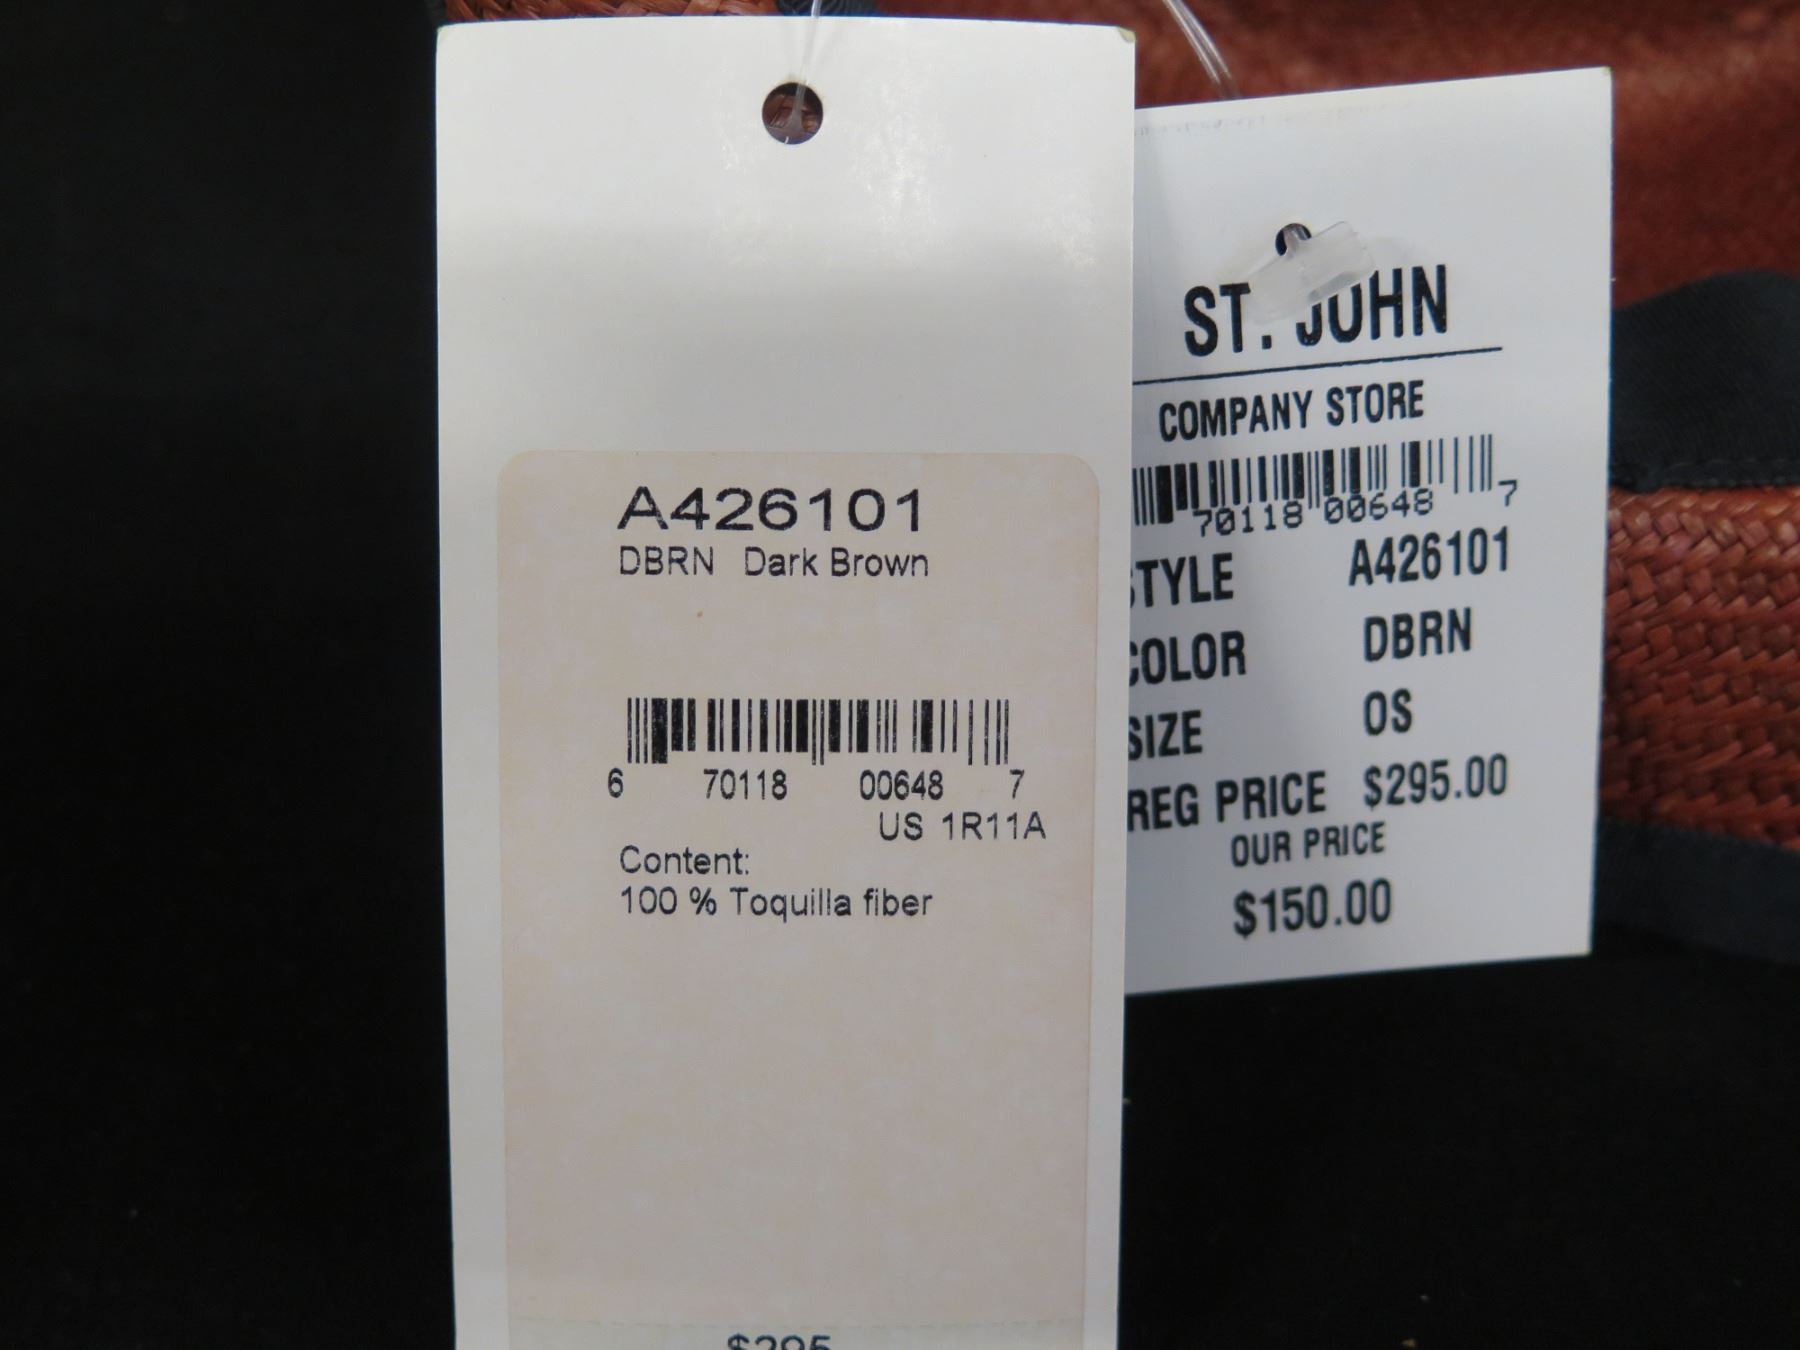 A426101
DBRN Dark Brown
6 70118 00648 7
US 1R11A
Content:
100 % Toquilla fiber
$295
ST. JOHN
COMPANY STORE
70118 00648 7
STYLE A426101
COLOR DBRN
SIZE OS
REG PRICE $295.00
OUR PRICE
$150.00